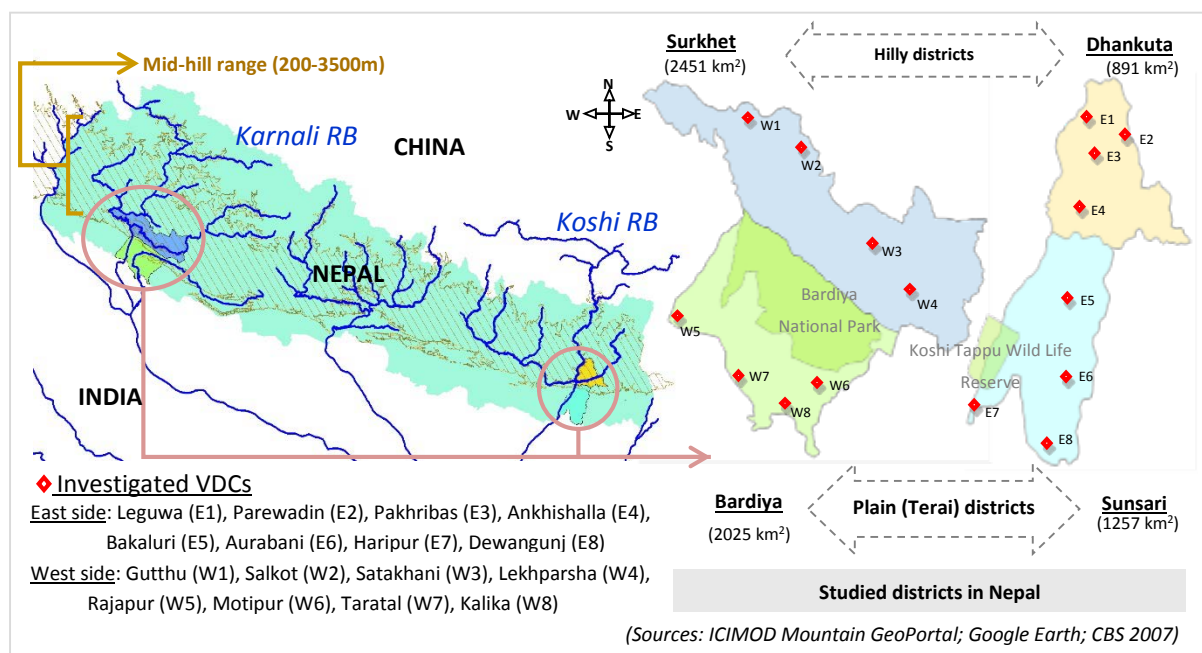 Mid-hill range (200-3500m)
Karnali RB
CHINA
Koshi RB
NEPAL
INDIA
N
W
E
S
Surkhet
(2451 km²)
Hilly districts
Dhankuta
(891 km²)
W1
W2
W3
W4
Bardiya
National Park
W5
W7
W6
W8
E1
E2
E3
E4
E5
Koshi Tappu Wild Life
Reserve
E6
E7
E8
Bardiya
(2025 km²)
Plain (Terai) districts
Sunsari
(1257 km²)
Investigated VDCs
East side: Leguwa (E1), Parewadin (E2), Pakhribas (E3), Ankhishalla (E4),
Bakaluri (E5), Aurabani (E6), Haripur (E7), Dewangunj (E8)
West side: Gutthu (W1), Salkot (W2), Satakhani (W3), Lekhparsha (W4),
Rajapur (W5), Motipur (W6), Taratal (W7), Kalika (W8)
Studied districts in Nepal
(Sources: ICIMOD Mountain GeoPortal; Google Earth; CBS 2007)